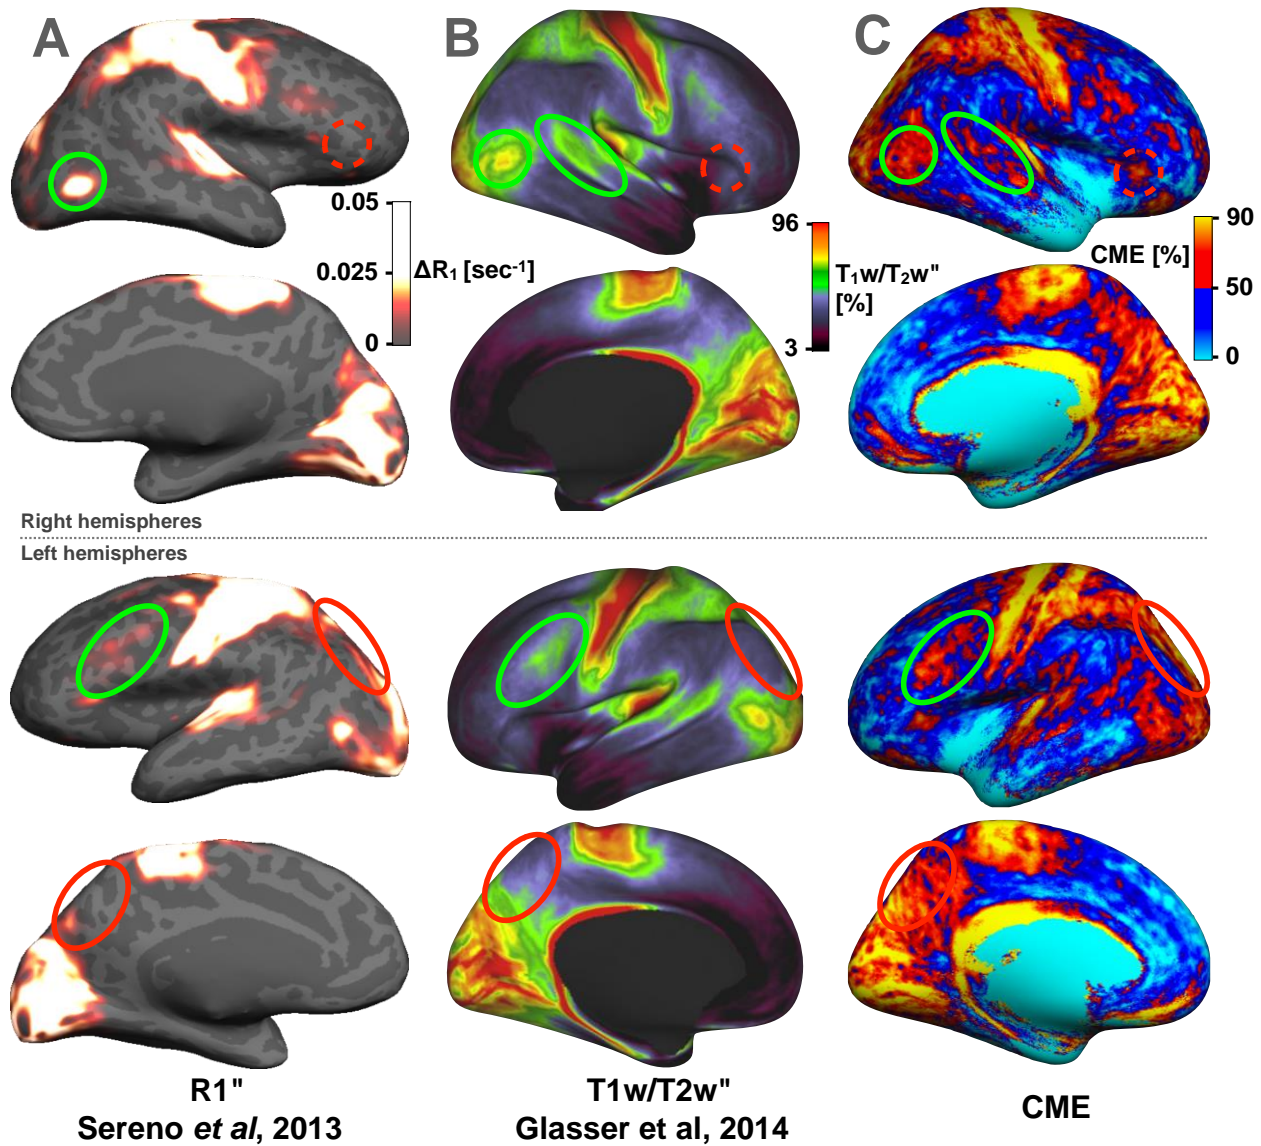 A
B
C
0.05
0.025
0
ΔR₁ [sec⁻¹]
96
T₁w/T₂w"
[%]
3
90
CME [%]
50
0
Right hemispheres
Left hemispheres
R1"
Sereno et al, 2013
T1w/T2w"
Glasser et al, 2014
CME